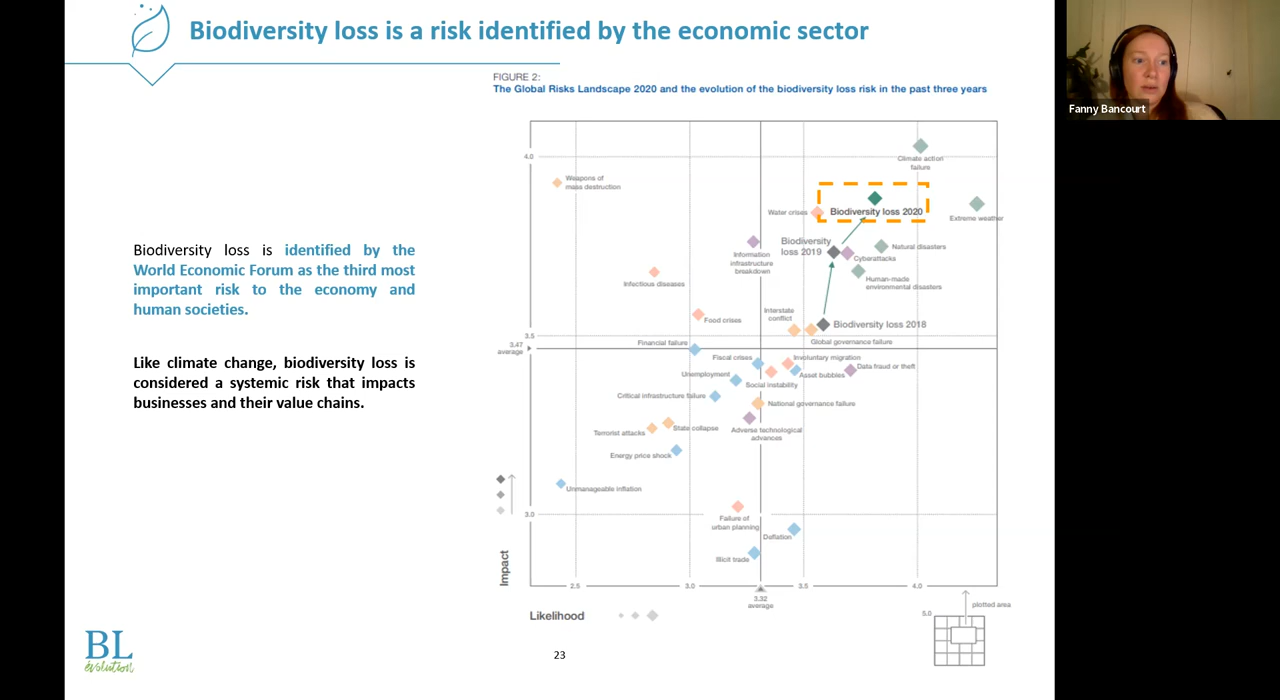 Biodiversity loss is a risk identified by the economic sector
Fanny Bancourt
FIGURE 2:
The Global Risks Landscape 2020 and the evolution of the biodiversity loss risk in the past three years
Biodiversity loss is identified by the
World Economic Forum as the third most
important risk to the economy and
human societies.
Like climate change, biodiversity loss is
considered a systemic risk that impacts
businesses and their value chains.
4.0
Climate action
failure
Weapons of
mass destruction
Water crises
Biodiversity loss 2020
Extreme weather
Biodiversity
loss 2019
Natural disasters
Cyberattacks
Information
infrastructure
breakdown
Human-made
environmental disasters
Infectious diseases
Food crises
Interstate
conflict
Biodiversity loss 2018
3.5
Global governance failure
3.47
average
Financial failure
Fiscal crises
Involuntary migration
Data fraud or theft
Asset bubbles
Unemployment
Social instability
Critical infrastructure failure
National governance failure
Terrorist attacks
State collapse
Adverse technological
advances
Energy price shock
Unmanageable inflation
3.0
Failure of
urban planning
Deflation
Illicit trade
Impact
2.5
3.0
3.5
4.0
3.32
average
Likelihood
plotted area
5.0
BL
évolution
23